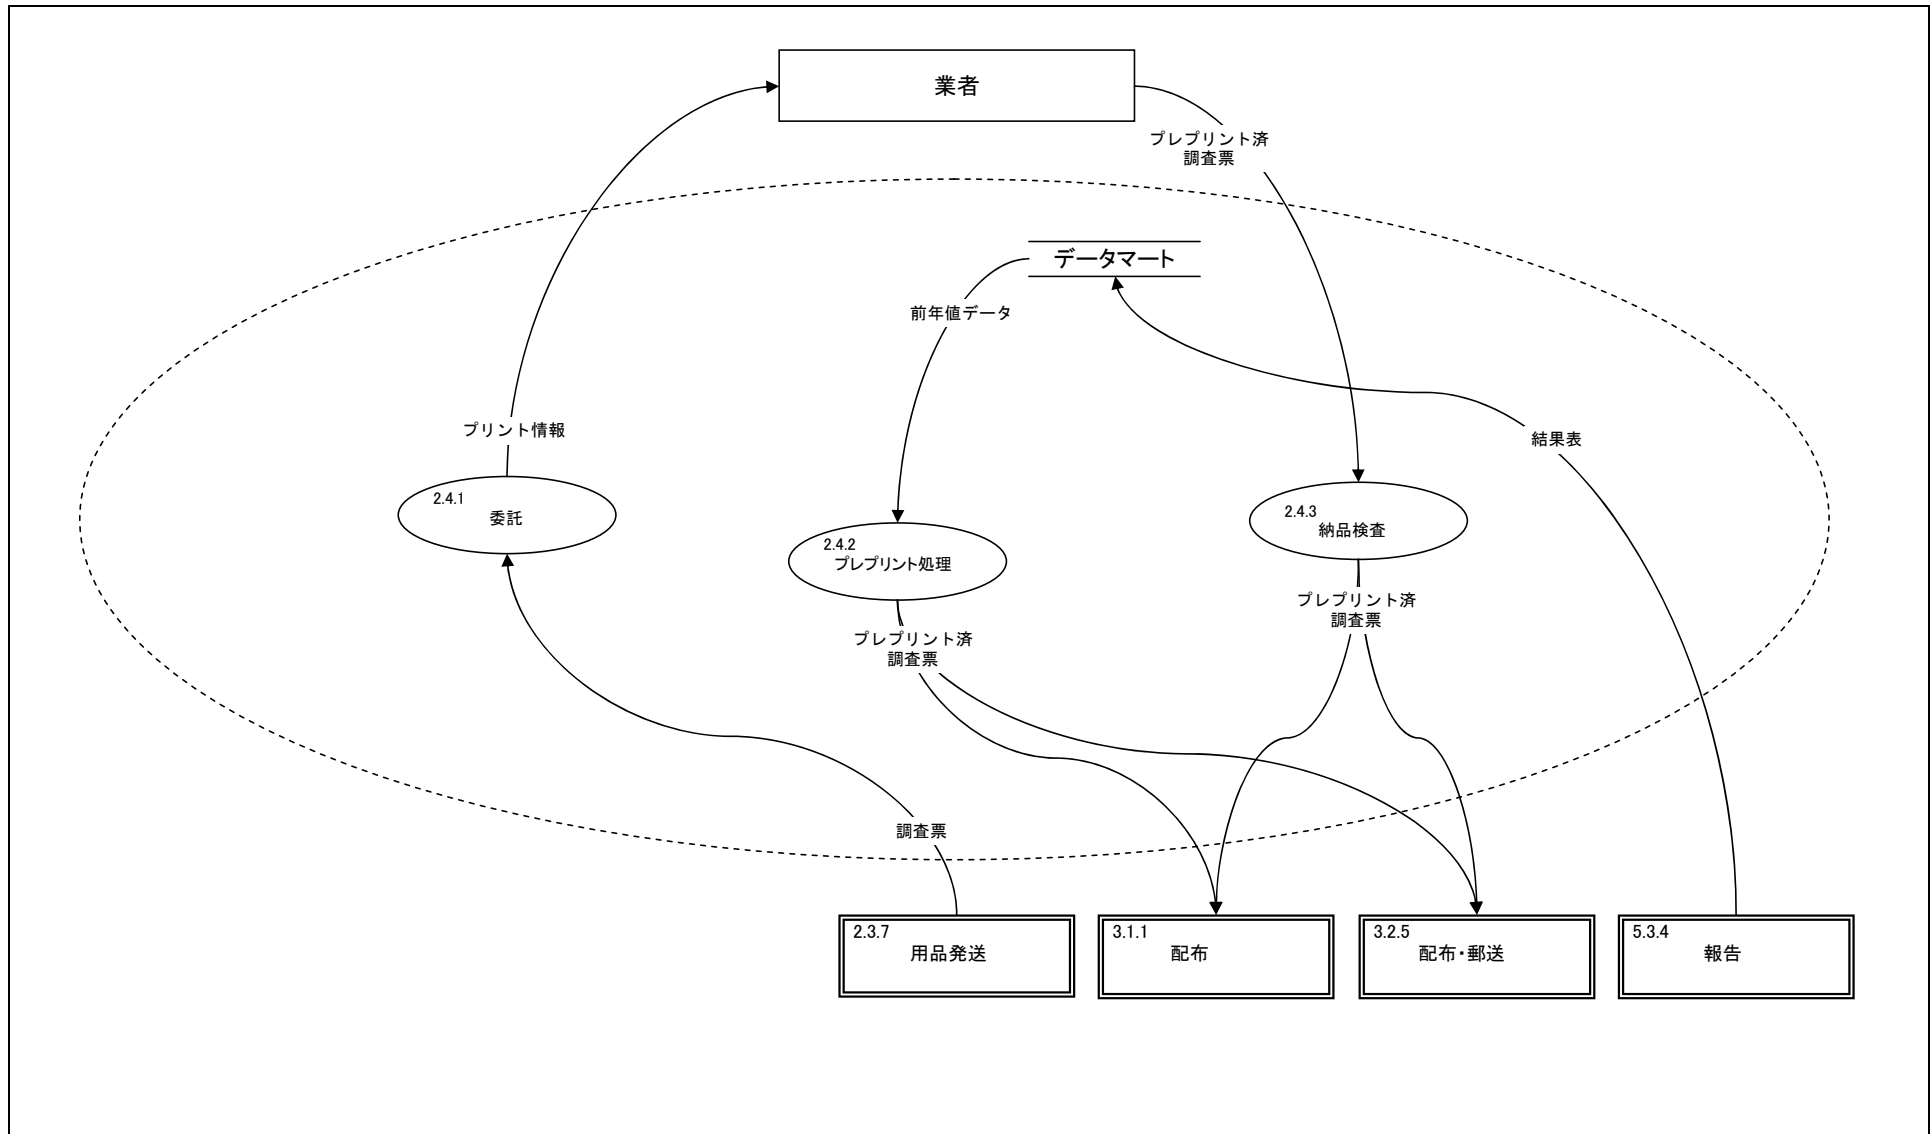 業者
プレプリント済
調査票
データマート
前年値データ
プリント情報
結果表
2.4.1
委託
2.4.2
プレプリント処理
2.4.3
納品検査
プレプリント済
調査票
プレプリント済
調査票
調査票
2.3.7
用品発送
3.1.1
配布
3.2.5
配布・郵送
5.3.4
報告